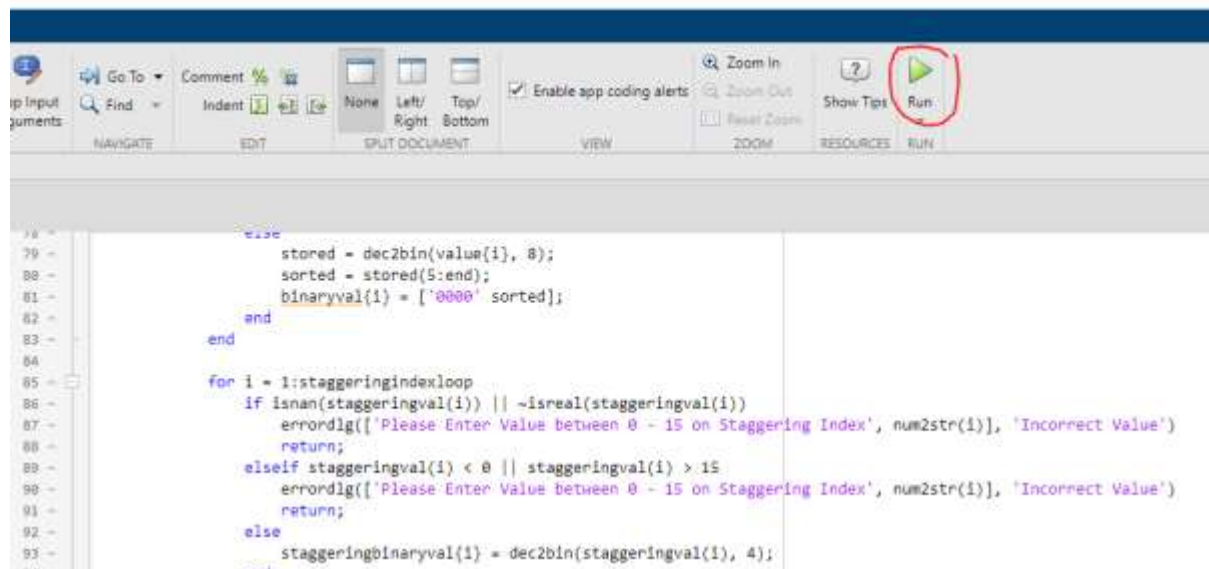 Go To
Comment
Zoom In
p Input
uments
Find
Indent
None
Left/
Right
Top/
Bottom
Enable app coding alerts
Zoom Out
Reset Zoom
Show Tips
Run
NAVIGATE
EDIT
SPLIT DOCUMENT
VIEW
ZOOM
RESOURCES
RUN
78 - else
79 - stored = dec2bin(value{i}, 8);
80 - sorted = stored(5:end);
81 - binaryval{i} = ['0000' sorted];
82 - end
83 - end
84
85 - for i = 1:staggeringindexloop
86 - if isnan(staggeringval(i)) || ~isreal(staggeringval(i))
87 - errordlg(['Please Enter Value between 0 - 15 on Staggering Index', num2str(i)], 'Incorrect Value')
88 - return;
89 - elseif staggeringval(i) < 0 || staggeringval(i) > 15
90 - errordlg(['Please Enter Value between 0 - 15 on Staggering Index', num2str(i)], 'Incorrect Value')
91 - return;
92 - else
93 - staggeringbinaryval{i} = dec2bin(staggeringval(i), 4);